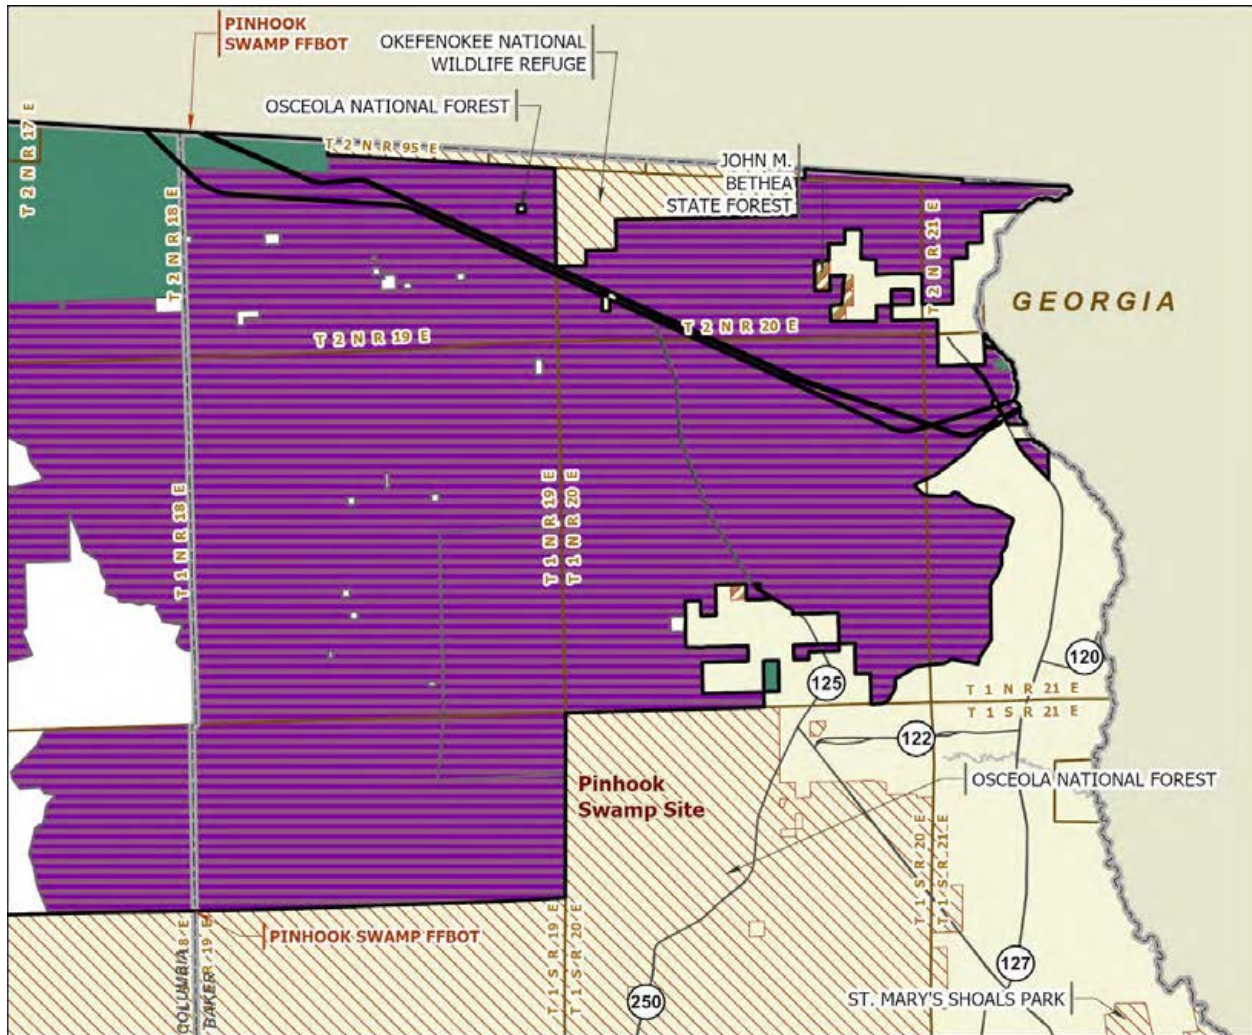 PINHOOK
SWAMP FFBOT
OKEFENOKEE NATIONAL
WILDLIFE REFUGE
OSCEOLA NATIONAL FOREST
T 2 N R 17 E
T 2 N R 95 E
JOHN M.
BETHEA
STATE FOREST
T 2 N R 18 E
T 2 N R 21 E
GEORGIA
T 2 N R 19 E
T 2 N R 20 E
T 1 N R 18 E
T 1 N R 19 E
T 1 N R 20 E
120
125
T 1 N R 21 E
T 1 S R 21 E
122
Pinhook
Swamp Site
OSCEOLA NATIONAL FOREST
T 1 S R 20 E
T 1 S R 21 E
PINHOOK SWAMP FFBOT
COLUMBIA
18 E
BAKER
R 19 E
T 1 S R 19 E
T 1 S R 20 E
127
250
ST. MARY'S SHOALS PARK